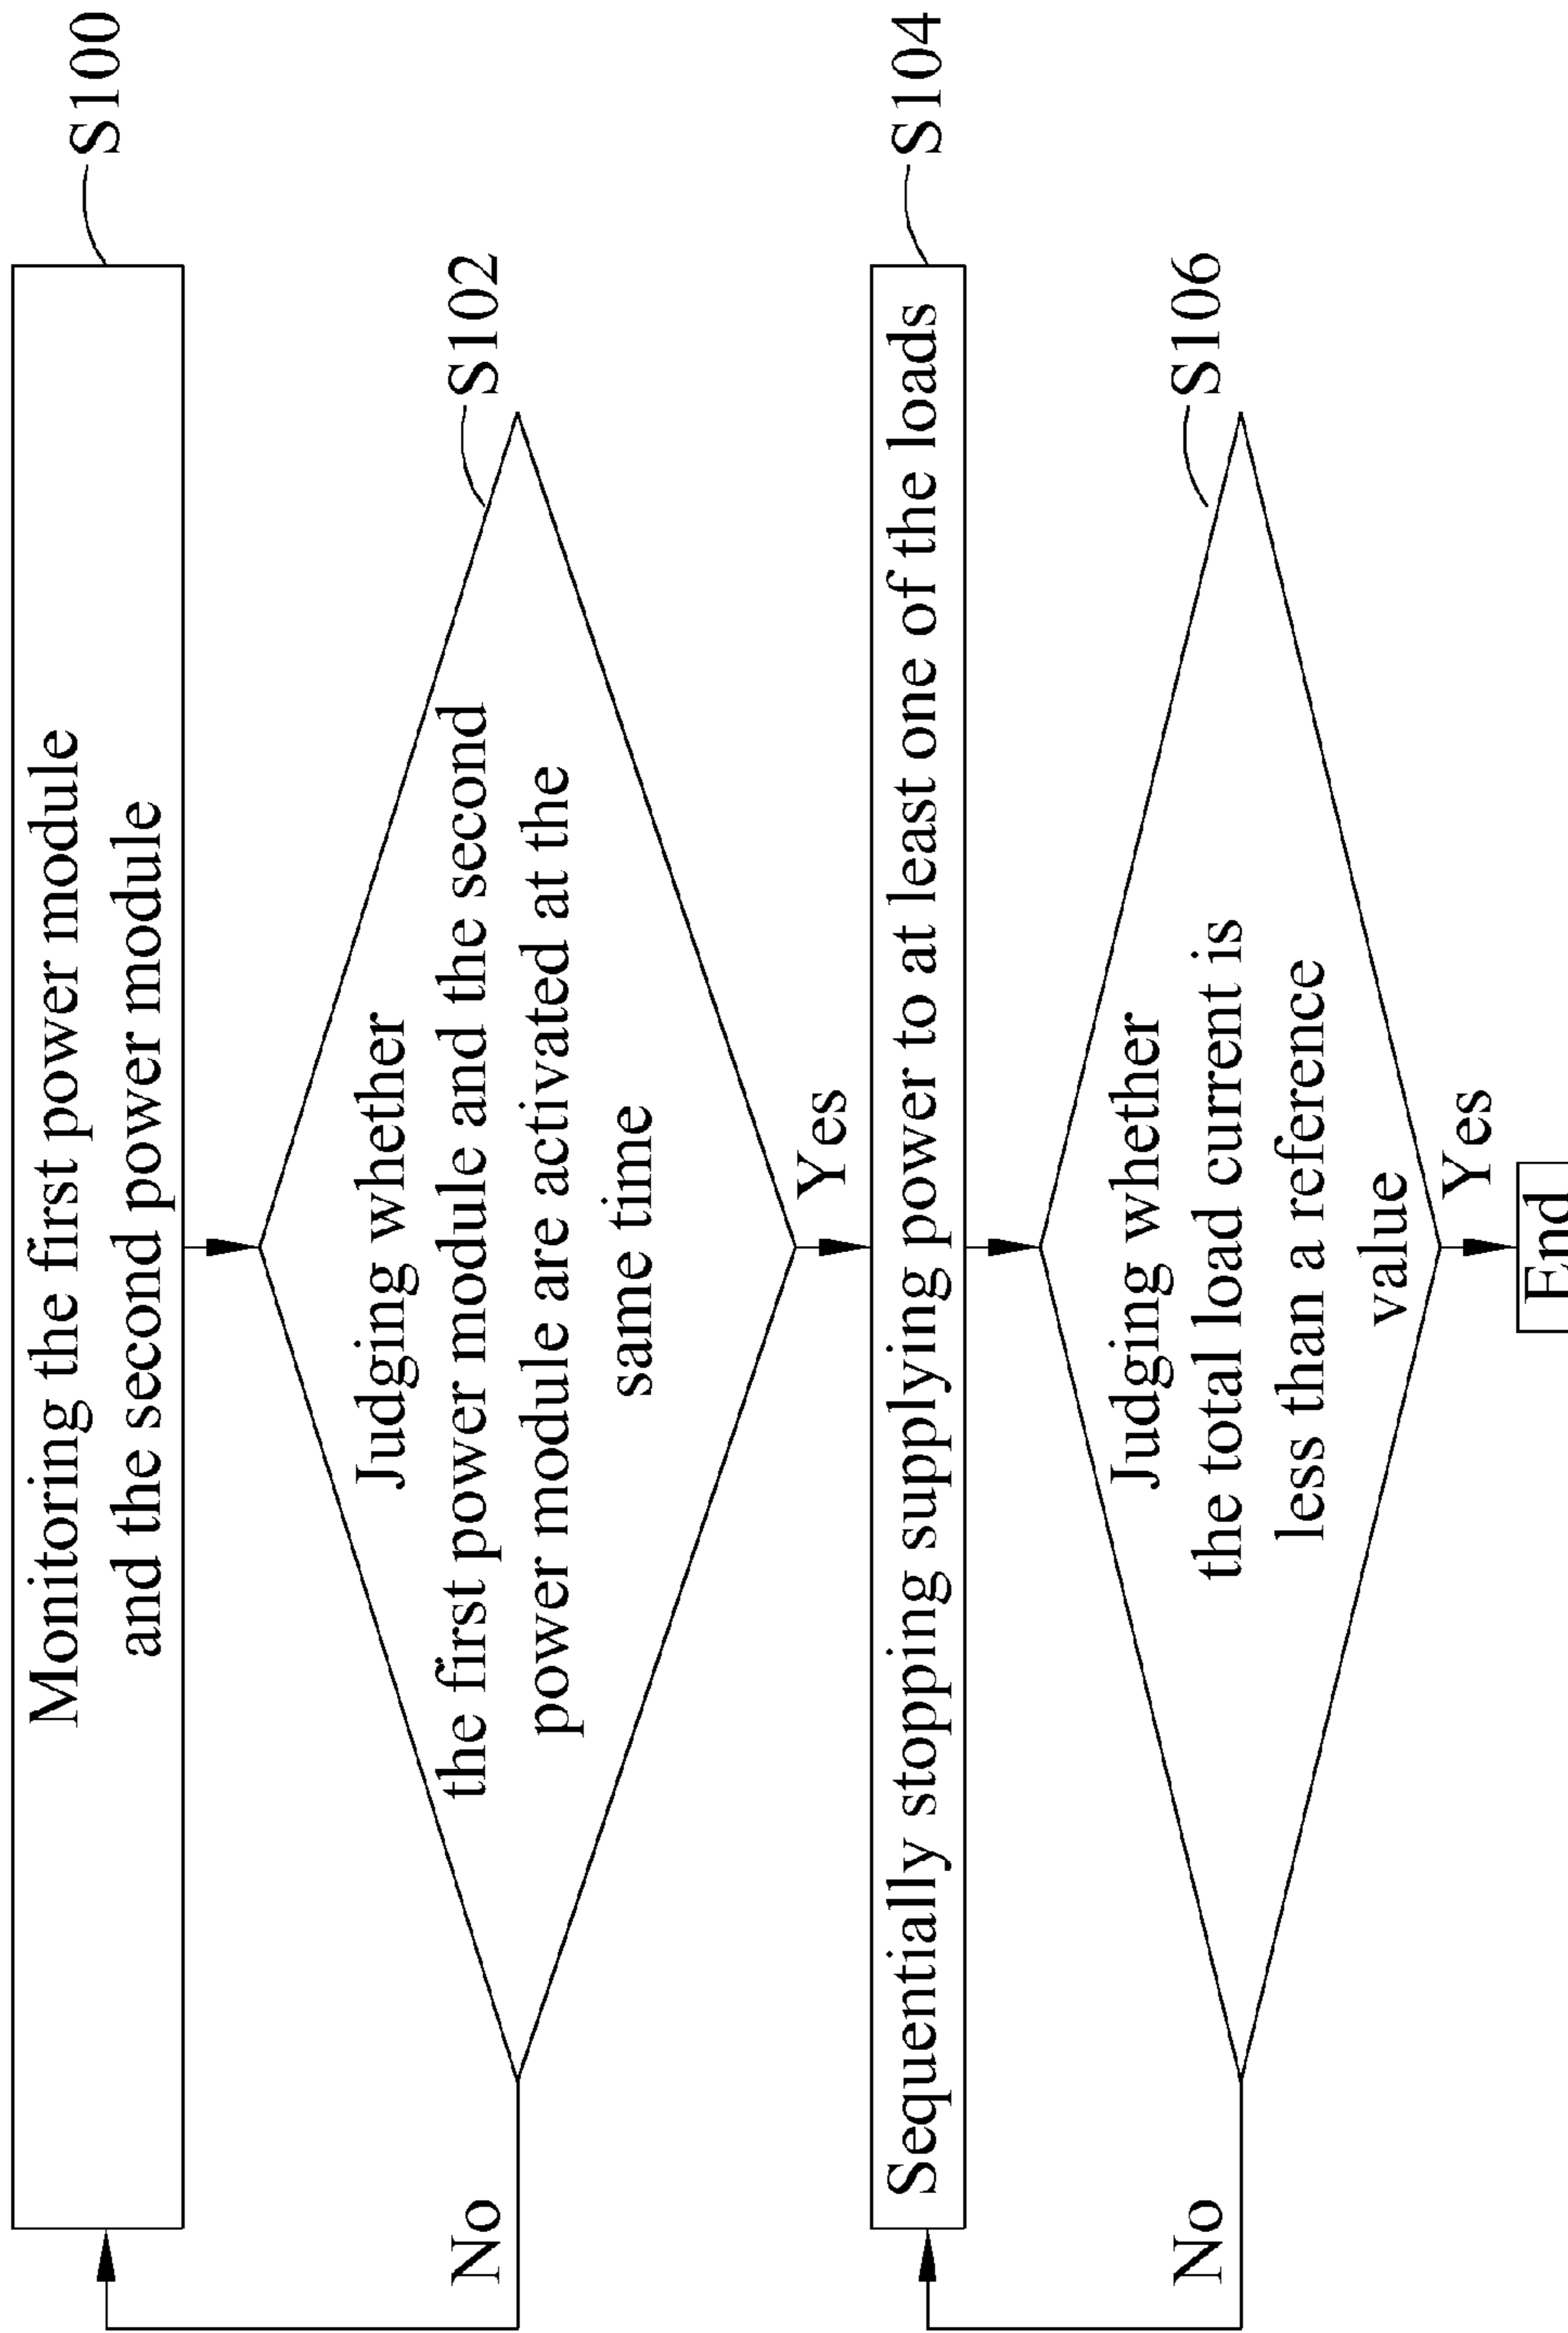 Monitoring the first power module
and the second power module
S100
Judging whether
the first power module and the second
power module are activated at the
same time
S102
No
Yes
Sequentially stopping supplying power to at least one of the loads
S104
Judging whether
the total load current is
less than a reference
value
S106
No
Yes
End